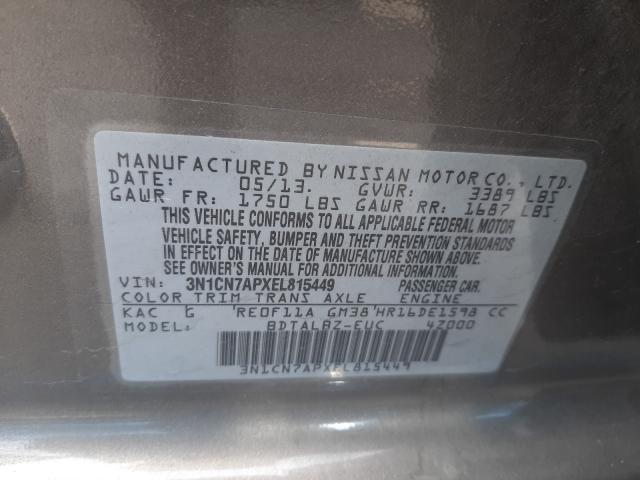 MANUFACTURED BY NISSAN MOTOR CO., LTD.
DATE: 05/13. GVWR: 3389 LBS
GAWR FR: 1750 LBS GAWR RR: 1687 LBS
THIS VEHICLE CONFORMS TO ALL APPLICABLE FEDERAL MOTOR
VEHICLE SAFETY, BUMPER AND THEFT PREVENTION STANDARDS
IN EFFECT ON THE DATE OF MANUFACTURE SHOWN ABOVE.
SEE OWNER'S MANUAL FOR ADDITIONAL INFORMATION.
VIN: 3N1CN7APXEL815449 PASSENGER CAR.
COLOR TRIM TRANS AXLE ENGINE
KAC G 'RE0F11A GM38'HR16DE1598 CC
MODEL: BDTALBZ-EUC 4Z000
3N1CN7APXEL815449